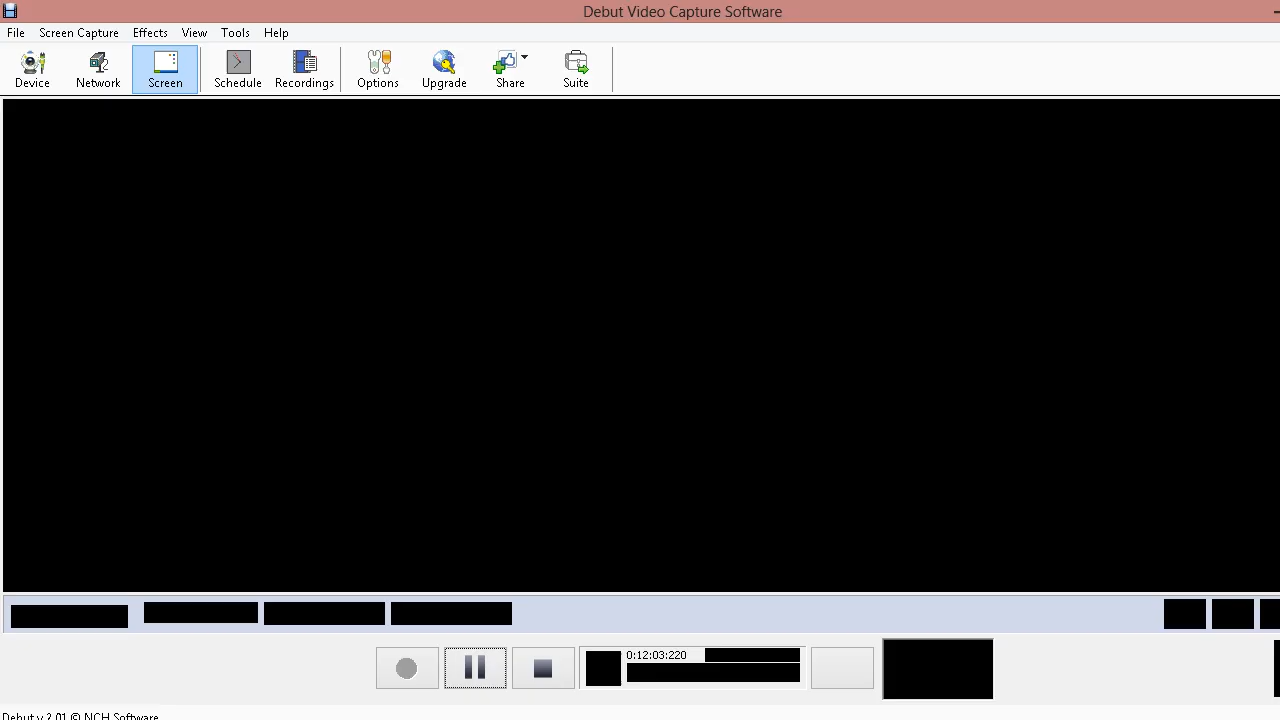 Debut Video Capture Software
File Screen Capture Effects View Tools Help
Device Network Screen Schedule Recordings Options Upgrade Share Suite
0:12:03:220
Debut v 2.01 © NCH Software